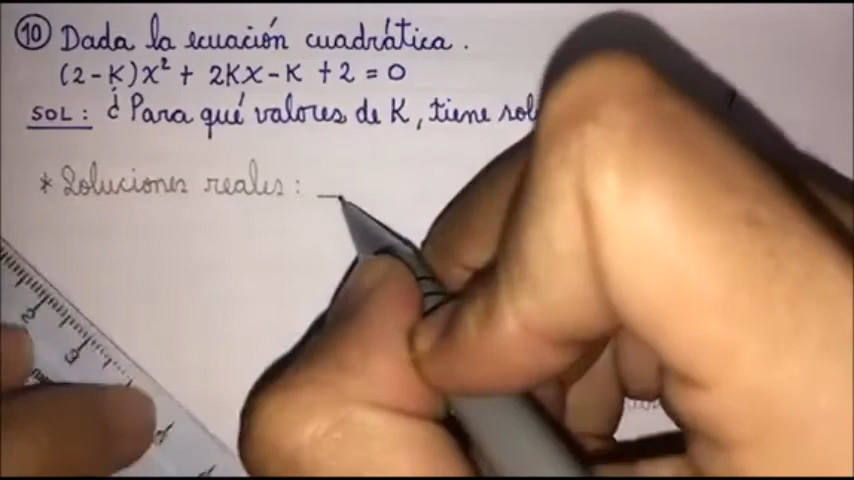 10 Dada la ecuación cuadrática.
(2-K)x² + 2Kx-K +2 = 0
SOL: ¿Para qué valores de K, tiene
* Soluciones reales: